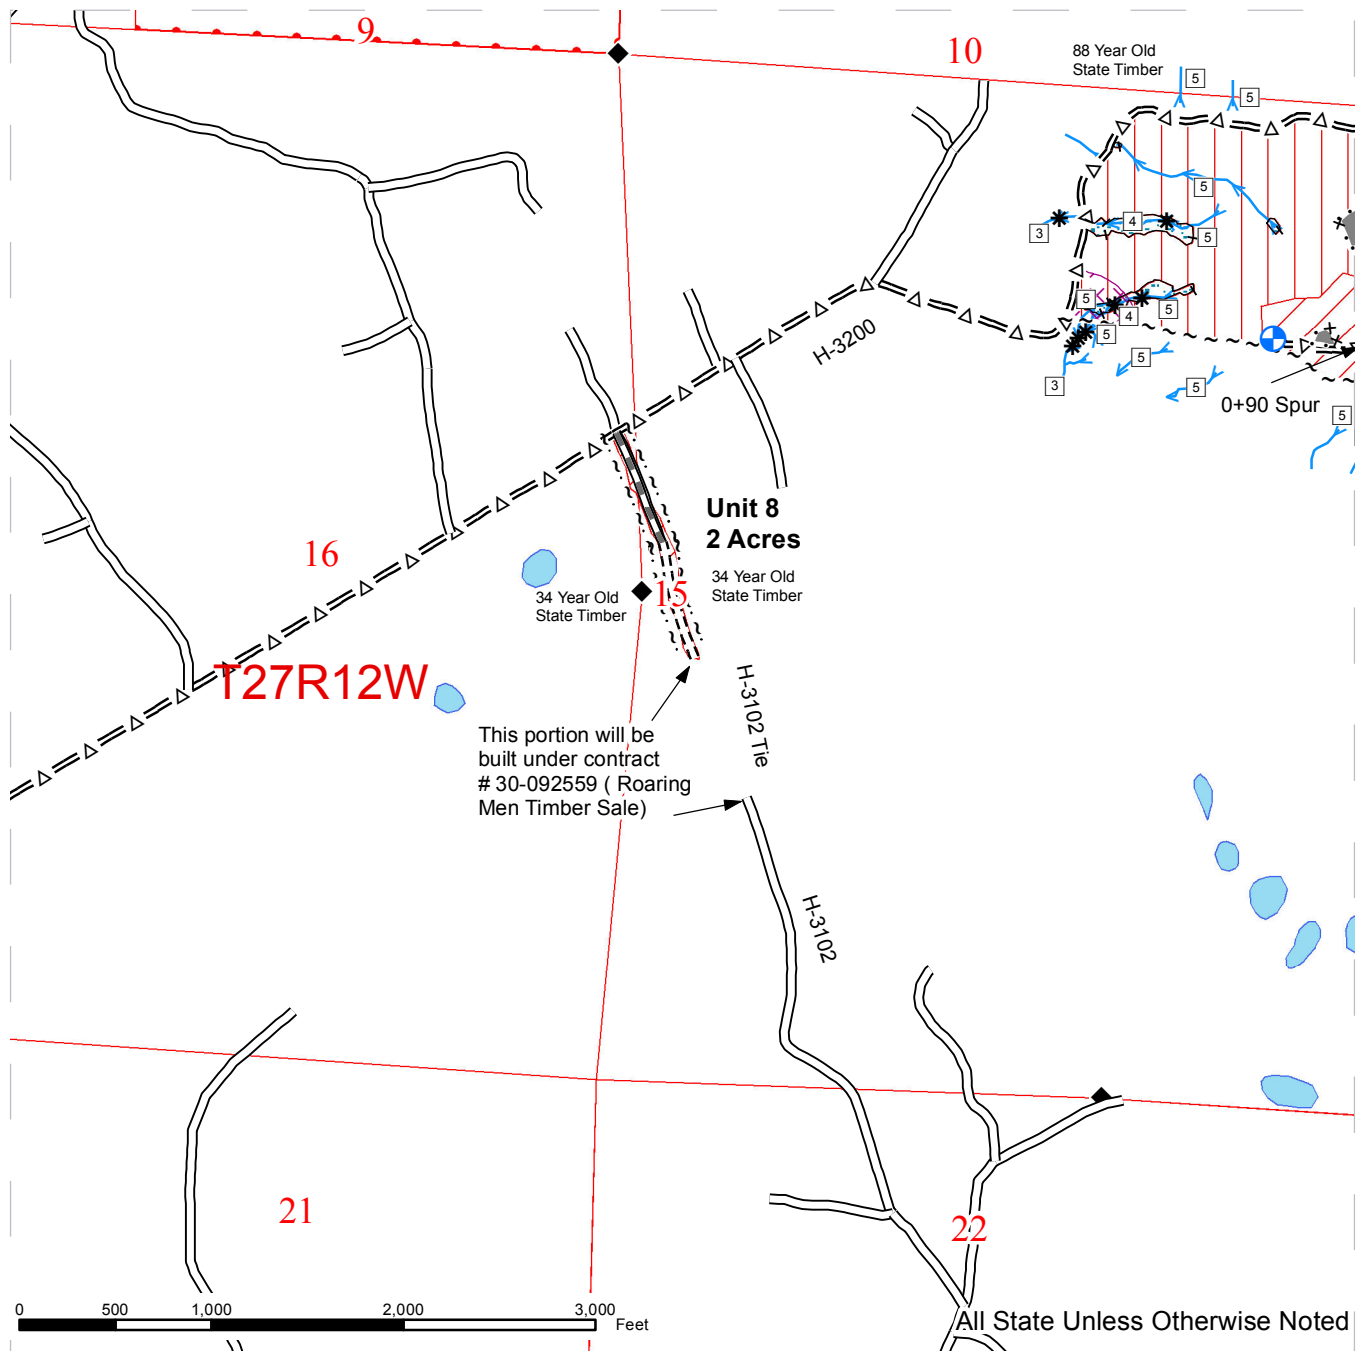 9
10
88 Year Old
State Timber
5
5
5
3
4
5
5
5
4
5
3
5
5
5
0+90 Spur
H-3200
Unit 8
2 Acres
16
34 Year Old
State Timber
15
34 Year Old
State Timber
T27R12W
H-3102 Tie
This portion will be
built under contract
# 30-092559 ( Roaring
Men Timber Sale)
H-3102
21
22
0 500 1,000 2,000 3,000
Feet
All State Unless Otherwise Noted